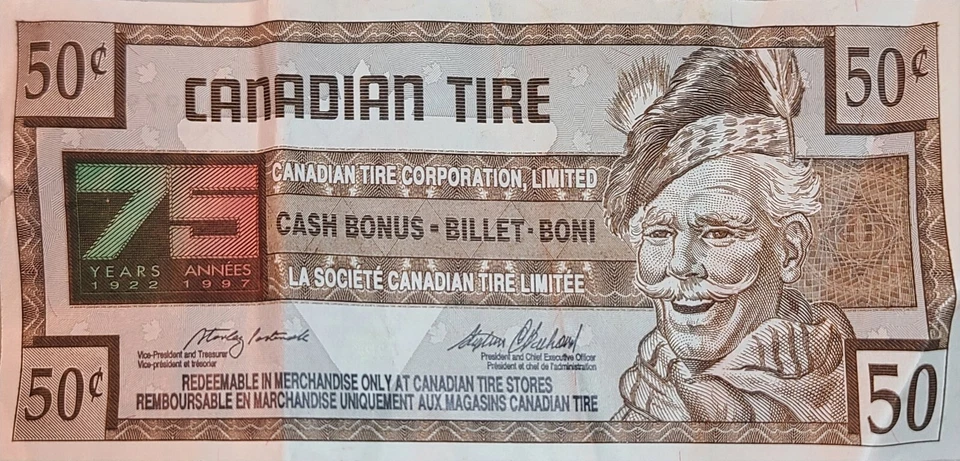 50¢
50¢
CANADIAN TIRE
75
YEARS ANNÉES
1922 1997
CANADIAN TIRE CORPORATION, LIMITED
CASH BONUS - BILLET - BONI
LA SOCIÉTÉ CANADIAN TIRE LIMITÉE
Vice-President and Treasurer
Vice-président et trésorier
President and Chief Executive Officer
Président et chef de l'administration
REDEEMABLE IN MERCHANDISE ONLY AT CANADIAN TIRE STORES
REMBOURSABLE EN MARCHANDISE UNIQUEMENT AUX MAGASINS CANADIAN TIRE
50¢
50